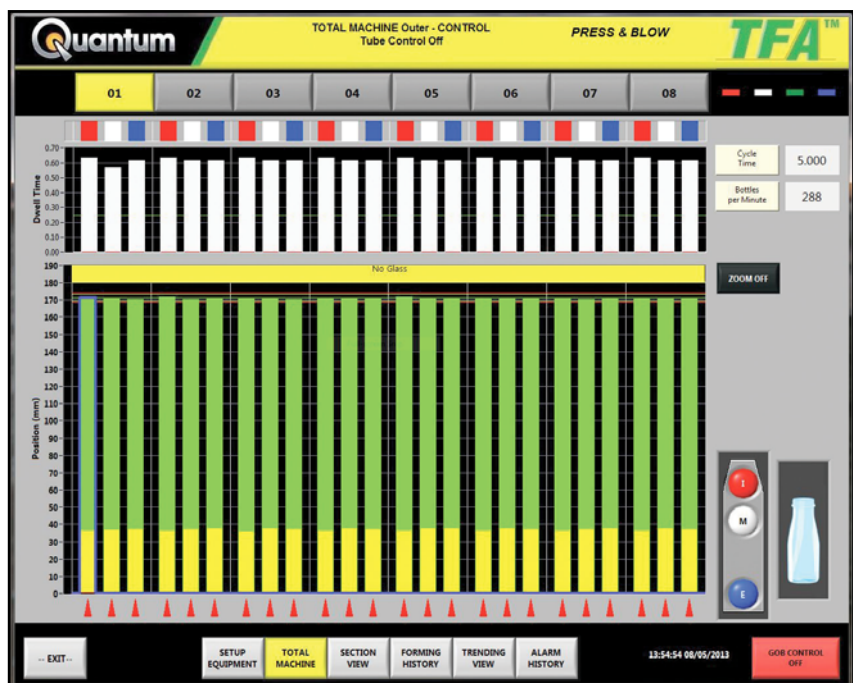 Quantum
TOTAL MACHINE Outer - CONTROL
Tube Control Off
PRESS & BLOW
TFA™
01 02 03 04 05 06 07 08
Dwell Time
0.70
0.60
0.50
0.40
0.30
0.20
0.10
0.00
Cycle
Time
5.000
Bottles
per Minute
288
No Glass
ZOOM OFF
Position (mm)
190
180
170
160
150
140
130
120
110
100
90
80
70
60
50
40
30
20
10
0
I
M
E
-- EXIT--
SETUP
EQUIPMENT
TOTAL
MACHINE
SECTION
VIEW
FORMING
HISTORY
TRENDING
VIEW
ALARM
HISTORY
13:54:54 08/05/2013
GOB CONTROL
OFF